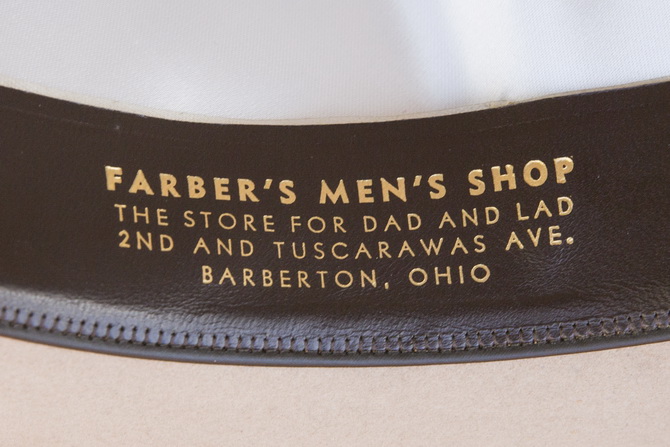 FARBER'S MEN'S SHOP
THE STORE FOR DAD AND LAD
2ND AND TUSCARAWAS AVE.
BARBERTON, OHIO